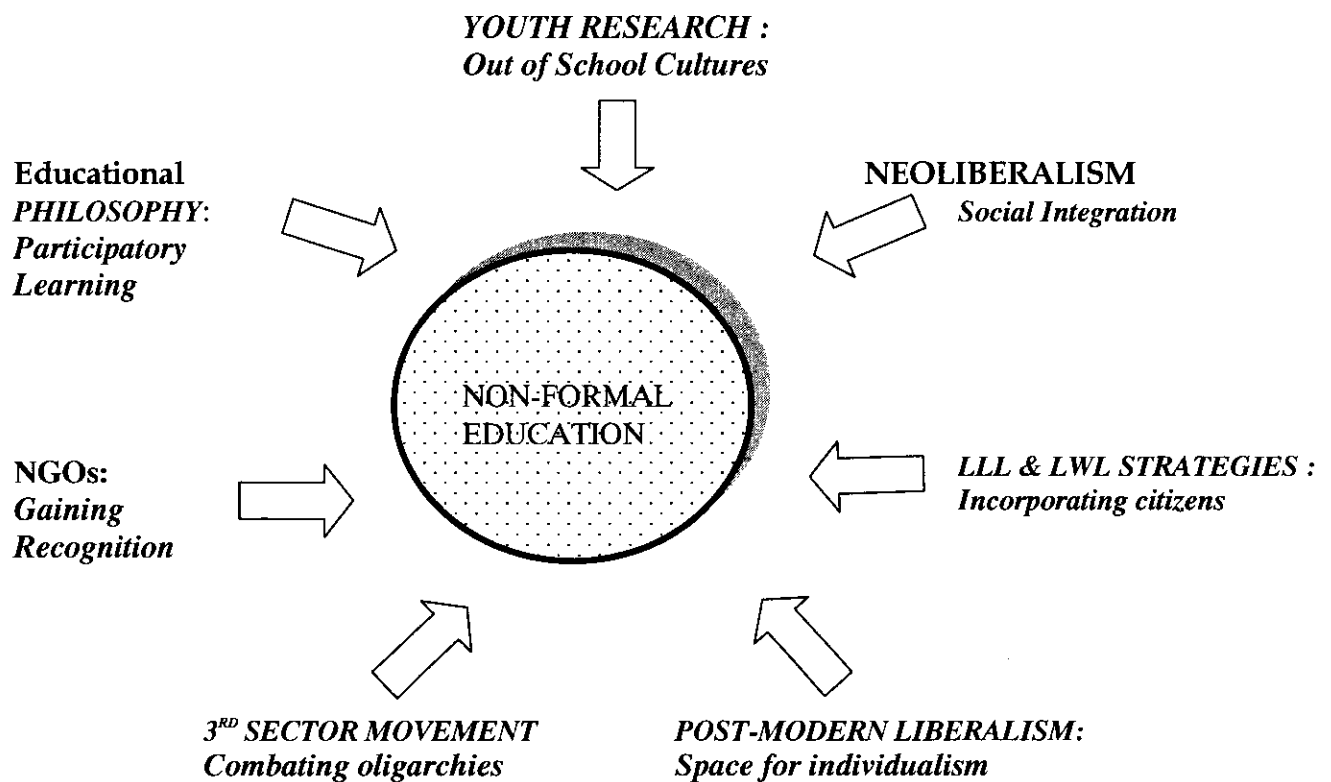 YOUTH RESEARCH :
Out of School Cultures
Educational
PHILOSOPHY:
Participatory
Learning
NEOLIBERALISM
Social Integration
NON-FORMAL
EDUCATION
NGOs:
Gaining
Recognition
LLL & LWL STRATEGIES :
Incorporating citizens
3RD SECTOR MOVEMENT
Combating oligarchies
POST-MODERN LIBERALISM:
Space for individualism